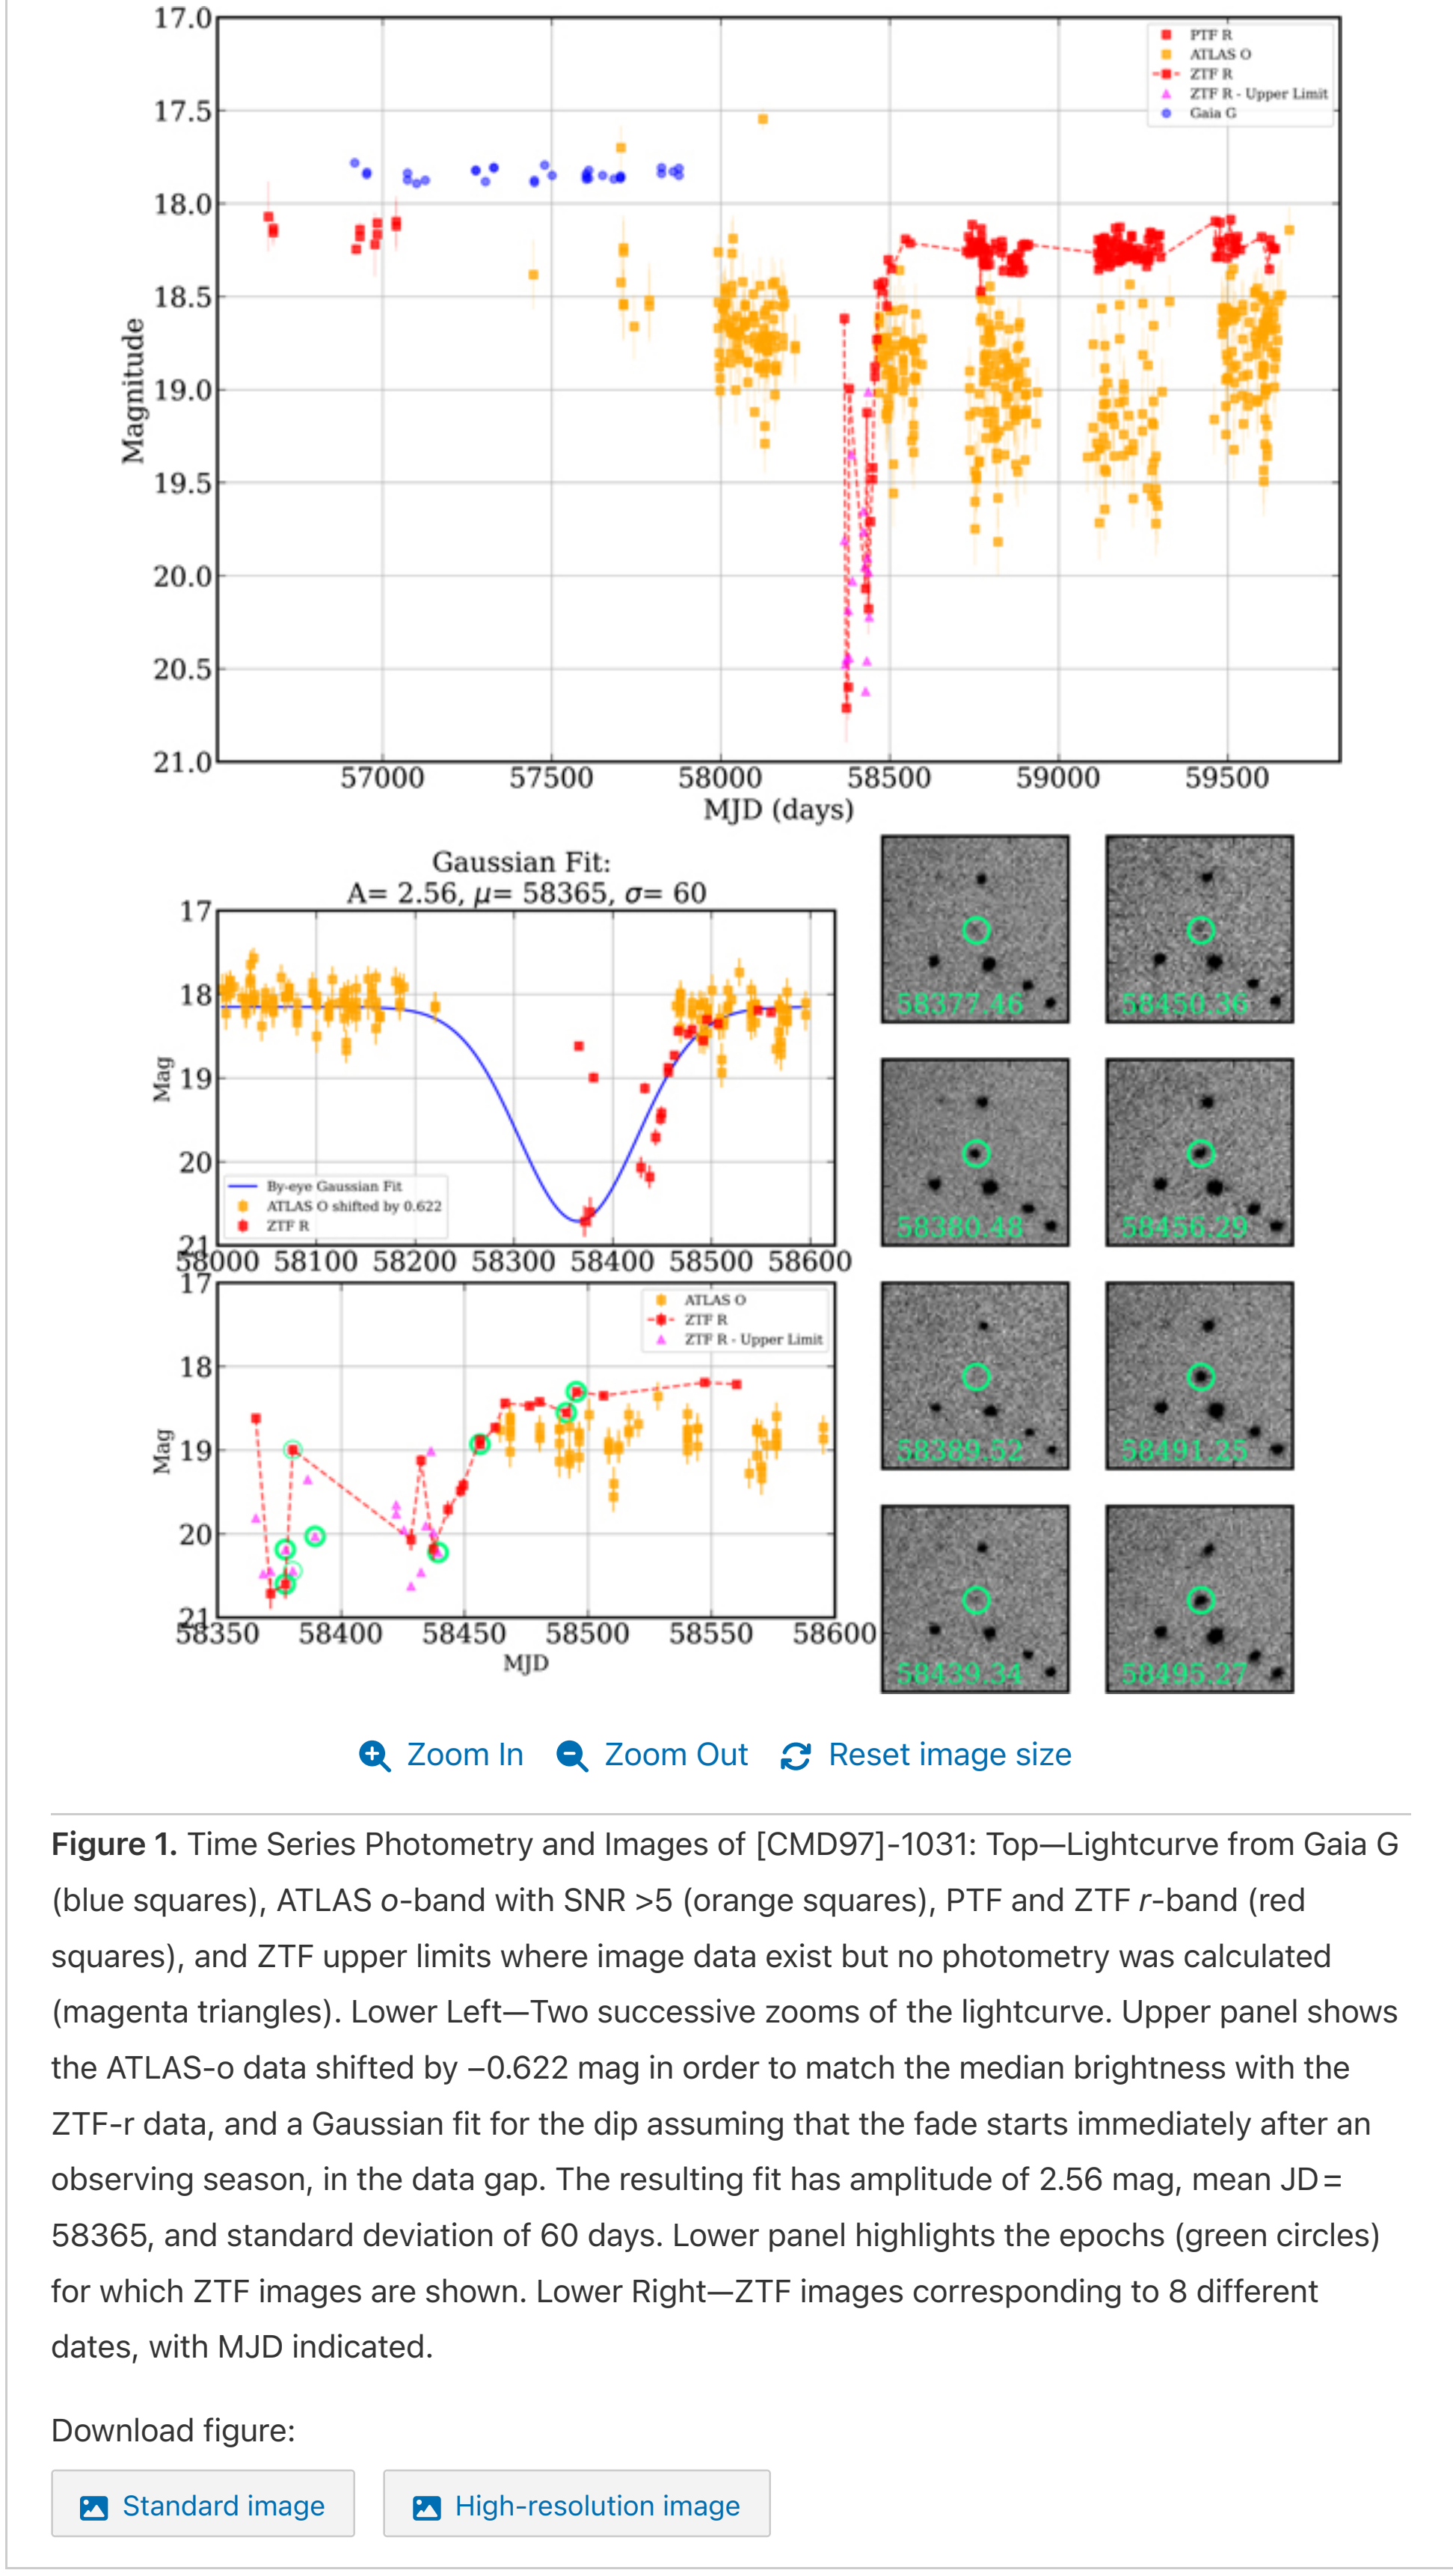 17.0
17.5
18.0
18.5
19.0
19.5
20.0
20.5
21.0
Magnitude
PTF R
ATLAS O
ZTF R
ZTF R - Upper Limit
Gaia G
57000 57500 58000 58500 59000 59500
MJD (days)
Gaussian Fit:
A= 2.56, μ= 58365, σ= 60
17
18
19
20
21
Mag
By-eye Gaussian Fit
ATLAS O shifted by 0.622
ZTF R
58000 58100 58200 58300 58400 58500 58600
17
18
19
20
21
Mag
ATLAS O
ZTF R
ZTF R - Upper Limit
58350 58400 58450 58500 58550 58600
MJD
58377.46 58450.36
58380.48 58456.29
58389.52 58491.25
58439.34 58495.27
Zoom In Zoom Out Reset image size
Figure 1. Time Series Photometry and Images of [CMD97]-1031: Top—Lightcurve from Gaia G
(blue squares), ATLAS o-band with SNR >5 (orange squares), PTF and ZTF r-band (red
squares), and ZTF upper limits where image data exist but no photometry was calculated
(magenta triangles). Lower Left—Two successive zooms of the lightcurve. Upper panel shows
the ATLAS-o data shifted by −0.622 mag in order to match the median brightness with the
ZTF-r data, and a Gaussian fit for the dip assuming that the fade starts immediately after an
observing season, in the data gap. The resulting fit has amplitude of 2.56 mag, mean JD =
58365, and standard deviation of 60 days. Lower panel highlights the epochs (green circles)
for which ZTF images are shown. Lower Right—ZTF images corresponding to 8 different
dates, with MJD indicated.
Download figure:
Standard image High-resolution image